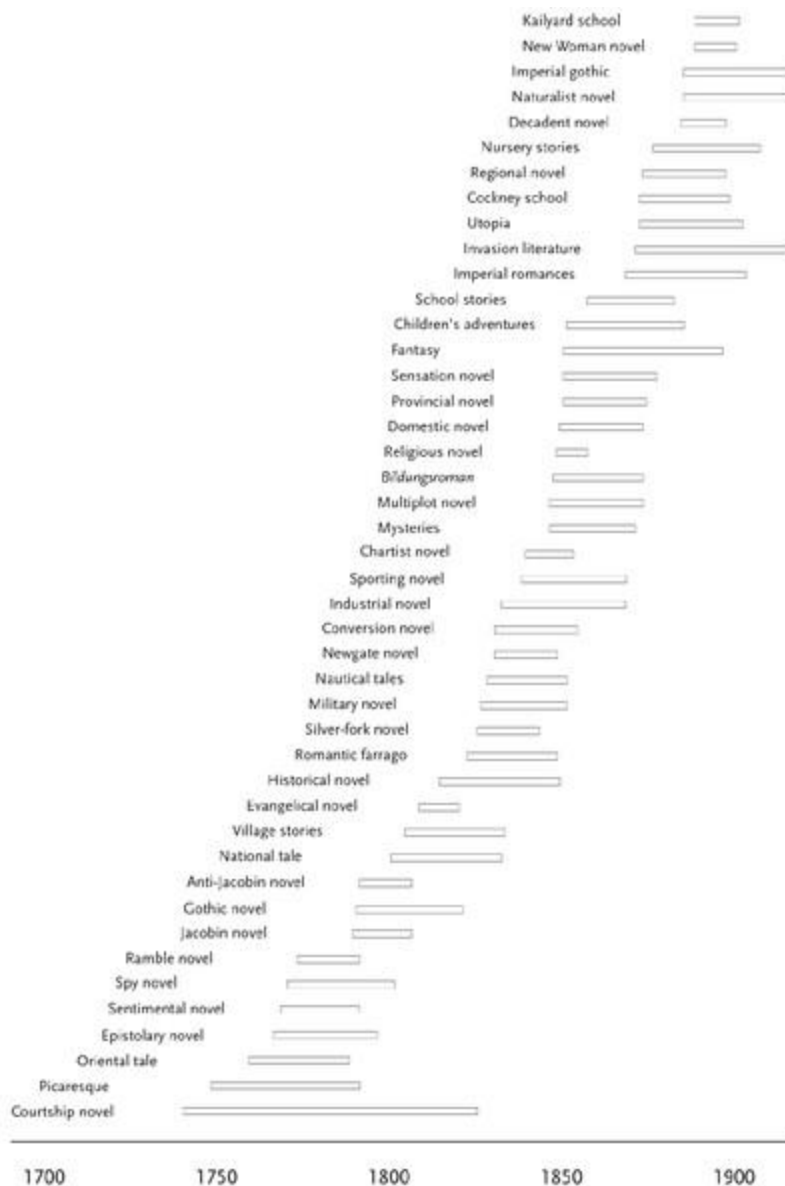 Kailyard school
New Woman novel
Imperial gothic
Naturalist novel
Decadent novel
Nursery stories
Regional novel
Cockney school
Utopia
Invasion literature
Imperial romances
School stories
Children's adventures
Fantasy
Sensation novel
Provincial novel
Domestic novel
Religious novel
Bildungsroman
Multiplot novel
Mysteries
Chartist novel
Sporting novel
Industrial novel
Conversion novel
Newgate novel
Nautical tales
Military novel
Silver-fork novel
Romantic farrago
Historical novel
Evangelical novel
Village stories
National tale
Anti-Jacobin novel
Gothic novel
Jacobin novel
Ramble novel
Spy novel
Sentimental novel
Epistolary novel
Oriental tale
Picaresque
Courtship novel
1700 1750 1800 1850 1900